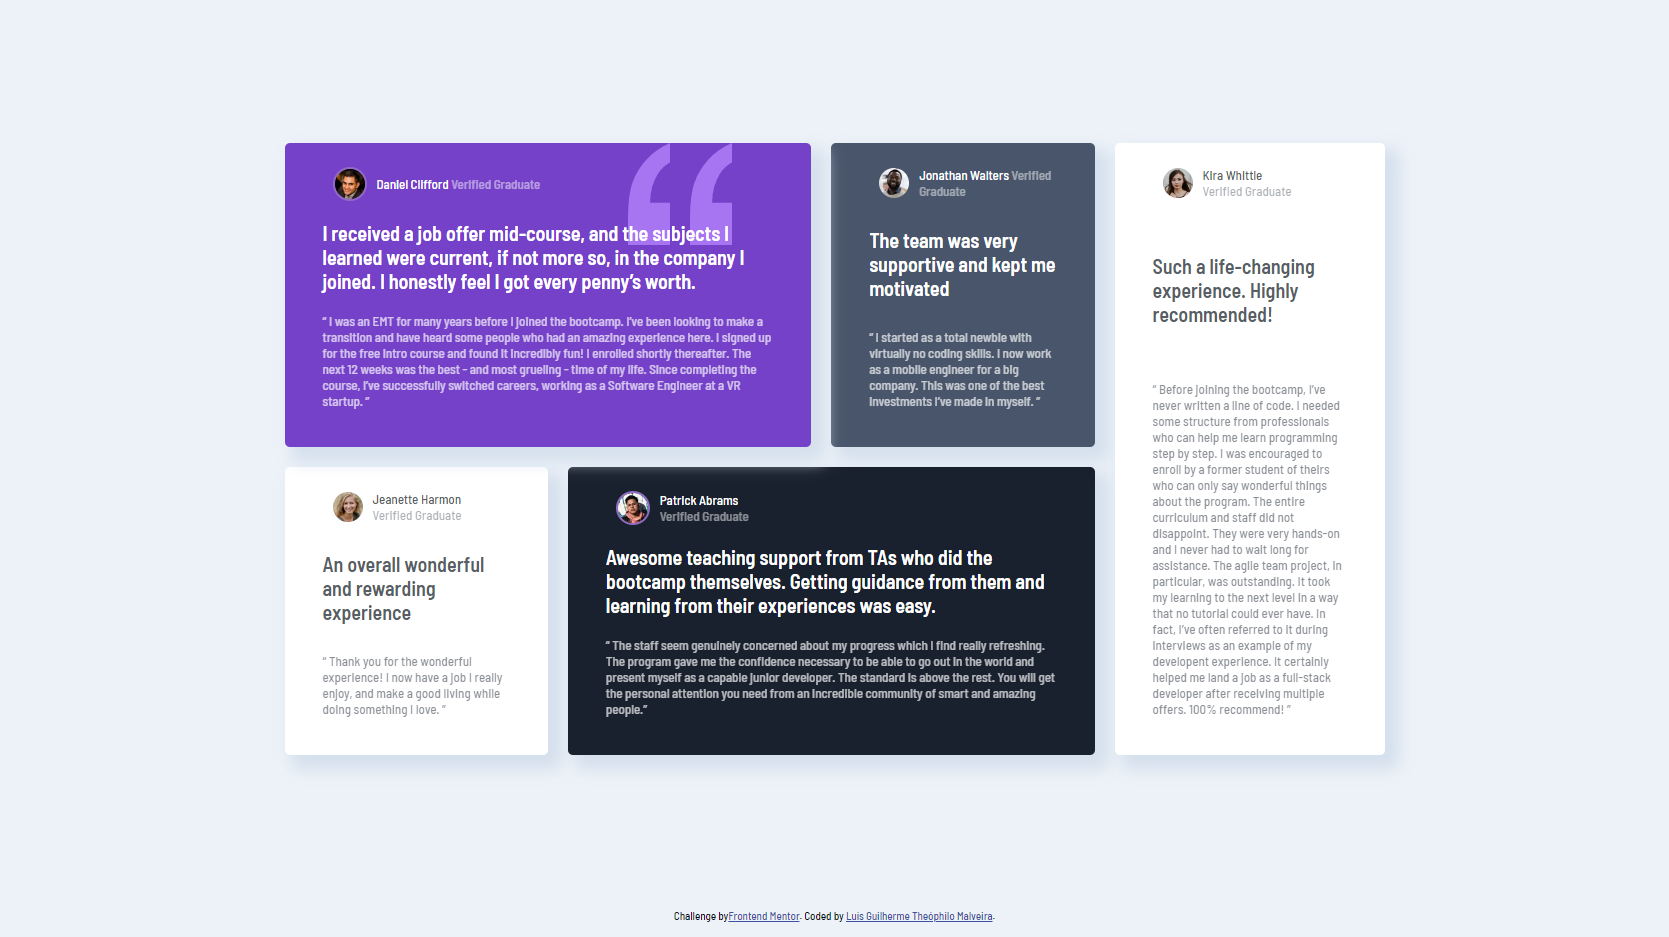 Daniel Clifford Verified Graduate
I received a job offer mid-course, and the subjects I
learned were current, if not more so, in the company I
joined. I honestly feel I got every penny’s worth.
“ I was an EMT for many years before I joined the bootcamp. I’ve been looking to make a
transition and have heard some people who had an amazing experience here. I signed up
for the free intro course and found it incredibly fun! I enrolled shortly thereafter. The
next 12 weeks was the best - and most grueling - time of my life. Since completing the
course, I’ve successfully switched careers, working as a Software Engineer at a VR
startup. ”
Jonathan Walters Verified
Graduate
The team was very
supportive and kept me
motivated
“ I started as a total newbie with
virtually no coding skills. I now work
as a mobile engineer for a big
company. This was one of the best
investments I’ve made in myself. ”
Kira Whittle
Verified Graduate
Such a life-changing
experience. Highly
recommended!
“ Before joining the bootcamp, I’ve
never written a line of code. I needed
some structure from professionals
who can help me learn programming
step by step. I was encouraged to
enroll by a former student of theirs
who can only say wonderful things
about the program. The entire
curriculum and staff did not
disappoint. They were very hands-on
and I never had to wait long for
assistance. The agile team project, in
particular, was outstanding. It took
my learning to the next level in a way
that no tutorial could ever have. In
fact, I’ve often referred to it during
interviews as an example of my
developent experience. It certainly
helped me land a job as a full-stack
developer after receiving multiple
offers. 100% recommend! ”
Jeanette Harmon
Verified Graduate
An overall wonderful
and rewarding
experience
“ Thank you for the wonderful
experience! I now have a job I really
enjoy, and make a good living while
doing something I love. ”
Patrick Abrams
Verified Graduate
Awesome teaching support from TAs who did the
bootcamp themselves. Getting guidance from them and
learning from their experiences was easy.
“ The staff seem genuinely concerned about my progress which I find really refreshing.
The program gave me the confidence necessary to be able to go out in the world and
present myself as a capable junior developer. The standard is above the rest. You will get
the personal attention you need from an incredible community of smart and amazing
people.”
Challenge byFrontend Mentor. Coded by Luis Guilherme Theóphilo Malveira.